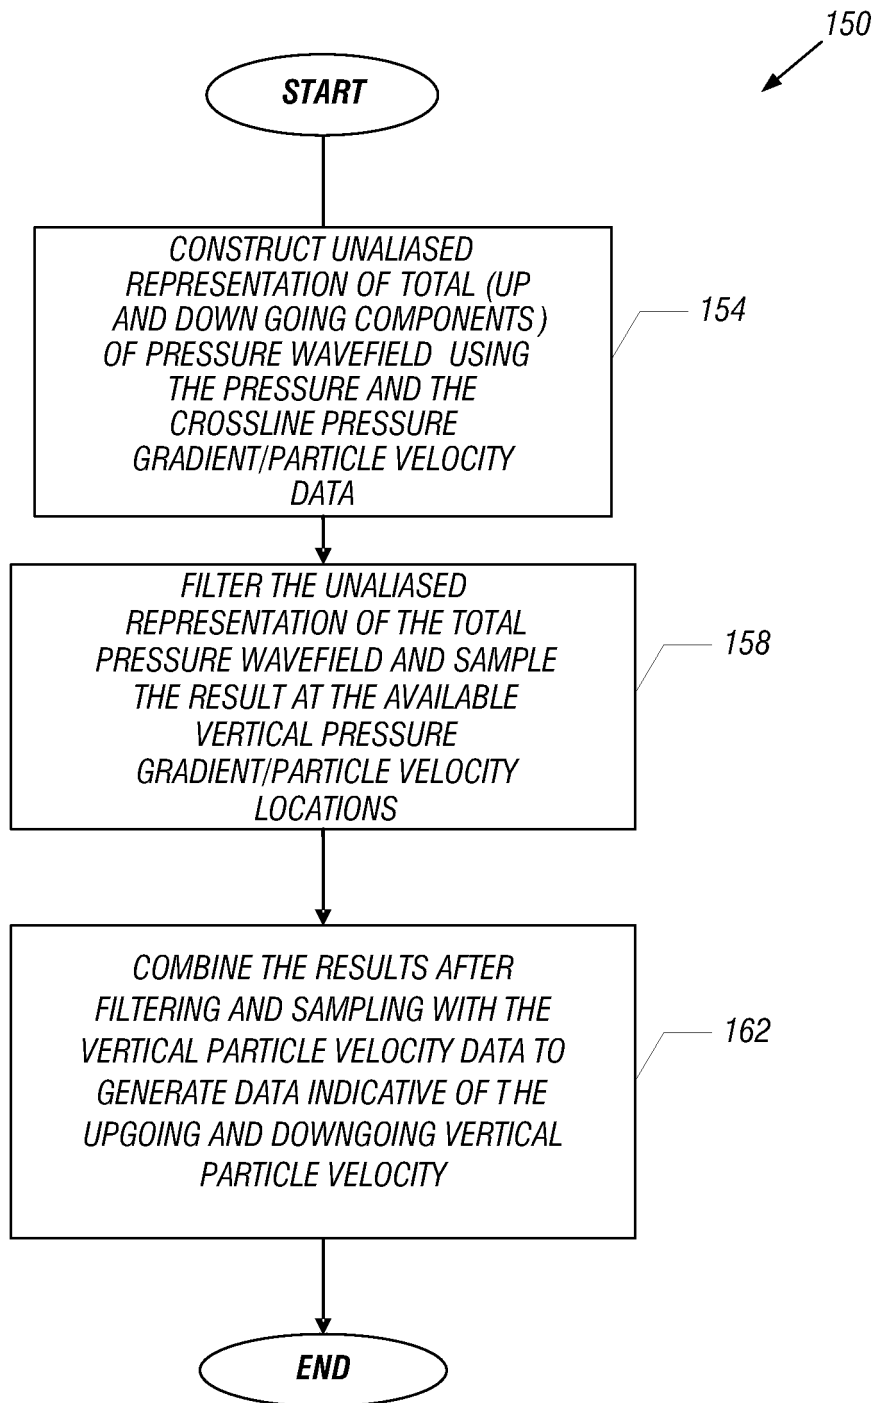 150
START
CONSTRUCT UNALIASED
REPRESENTATION OF TOTAL (UP
AND DOWN GOING COMPONENTS)
OF PRESSURE WAVEFIELD USING
THE PRESSURE AND THE
CROSSLINE PRESSURE
GRADIENT/PARTICLE VELOCITY
DATA
154
FILTER THE UNALIASED
REPRESENTATION OF THE TOTAL
PRESSURE WAVEFIELD AND SAMPLE
THE RESULT AT THE AVAILABLE
VERTICAL PRESSURE
GRADIENT/PARTICLE VELOCITY
LOCATIONS
158
COMBINE THE RESULTS AFTER
FILTERING AND SAMPLING WITH THE
VERTICAL PARTICLE VELOCITY DATA TO
GENERATE DATA INDICATIVE OF THE
UPGOING AND DOWNGOING VERTICAL
PARTICLE VELOCITY
162
END